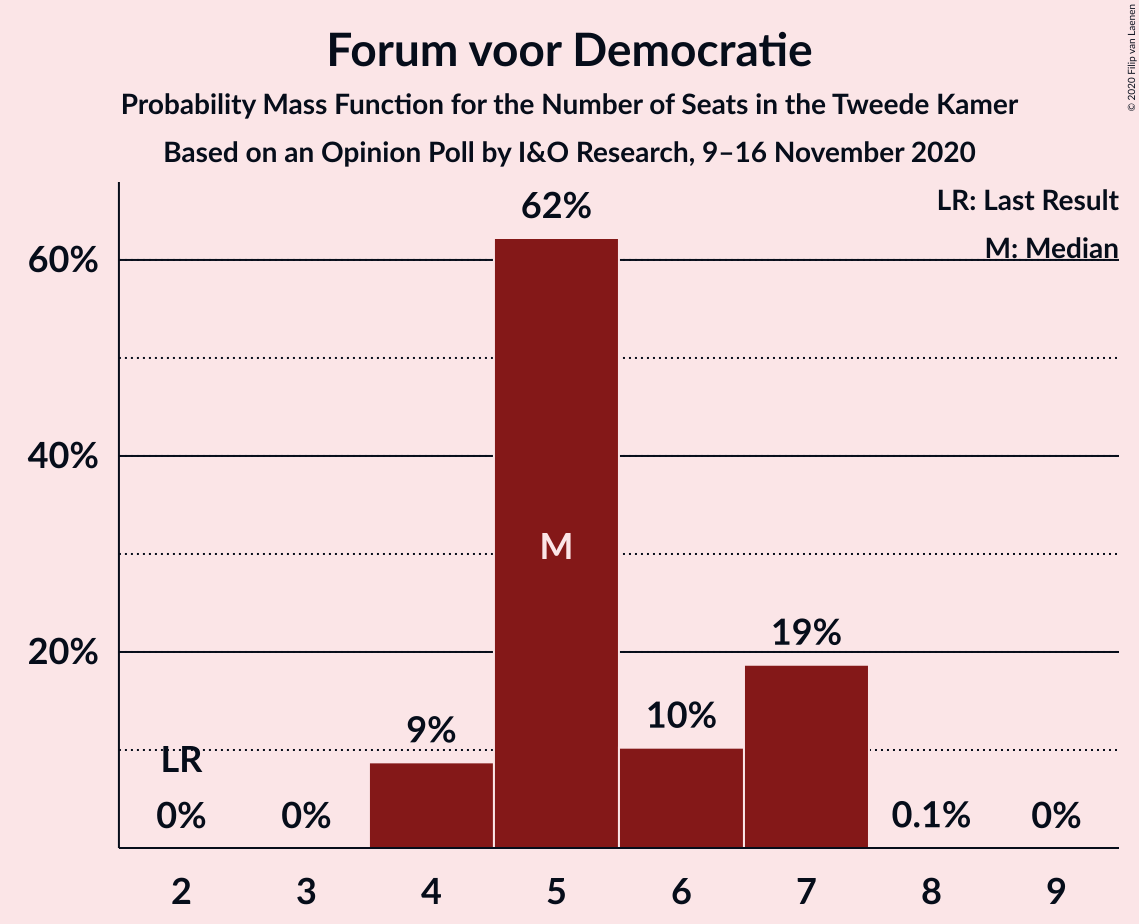 Forum voor Democratie
Probability Mass Function for the Number of Seats in the Tweede Kamer
Based on an Opinion Poll by I&O Research, 9–16 November 2020
© 2020 Filip van Laenen
LR: Last Result
M: Median
60%
40%
20%
LR
0%
0%
9%
62%
M
10%
19%
0.1%
0%
2 3 4 5 6 7 8 9